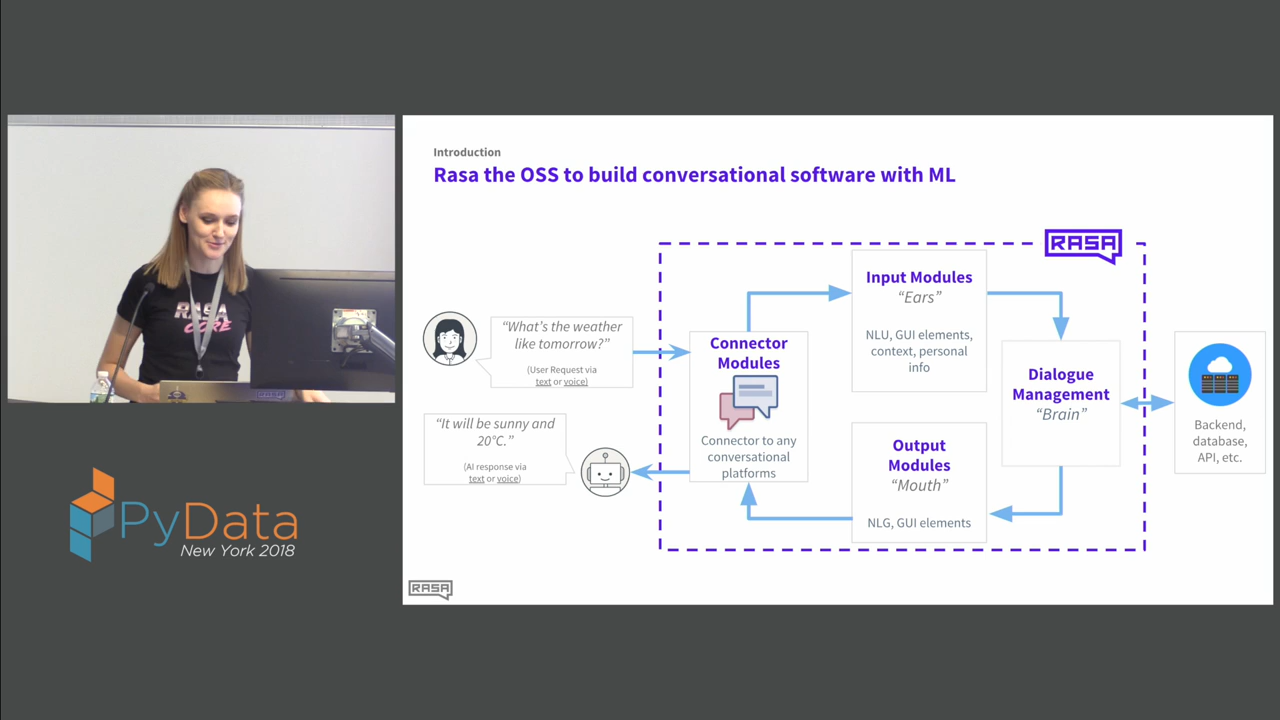 Introduction
Rasa the OSS to build conversational software with ML
RASA
"What's the weather
like tomorrow?"
(User Request via
text or voice)
"It will be sunny and
20°C."
(AI response via
text or voice)
Connector
Modules
Connector to any
conversational
platforms
Input Modules
"Ears"
NLU, GUI elements,
context, personal
info
Dialogue
Management
"Brain"
Output
Modules
"Mouth"
NLG, GUI elements
Backend,
database,
API, etc.
RASA
RASA
CORE
PyData
New York 2018